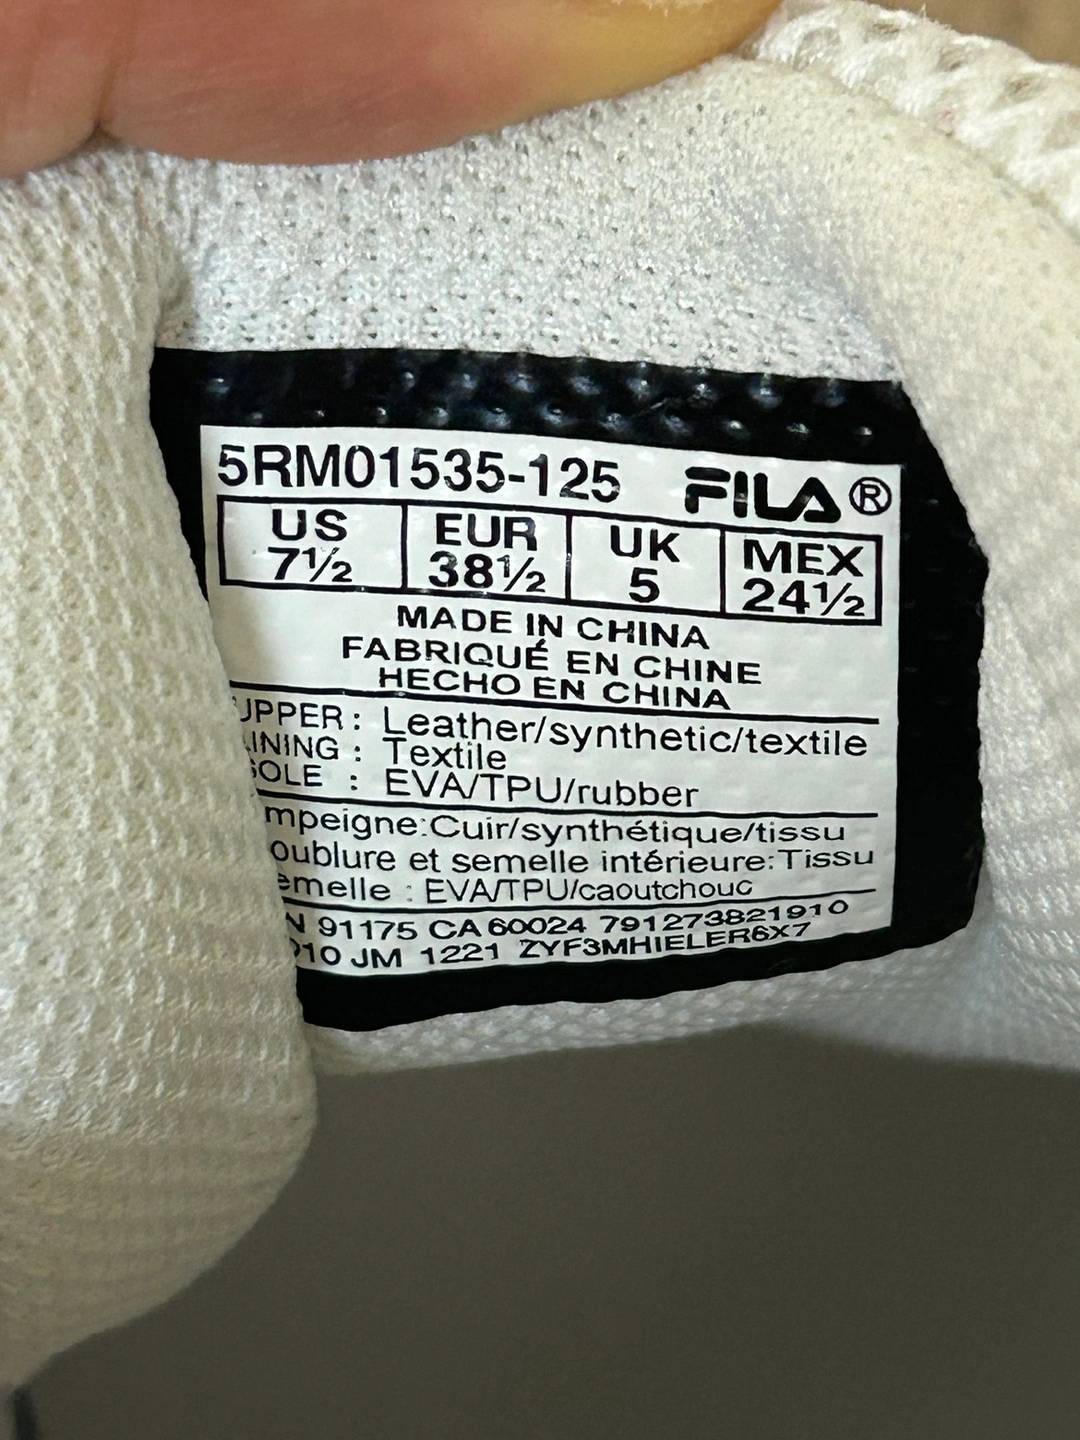 5RM01535-125 FILA®
US EUR UK MEX
7½ 38½ 5 24½
MADE IN CHINA
FABRIQUÉ EN CHINE
HECHO EN CHINA
UPPER: Leather/synthetic/textile
LINING: Textile
SOLE : EVA/TPU/rubber
mpeigne:Cuir/synthétique/tissu
oublure et semelle intérieure:Tissu
emelle : EVA/TPU/caoutchouc
N 91175 CA 60024 791273821910
10 JM 1221 ZYF3MHIELER6X7